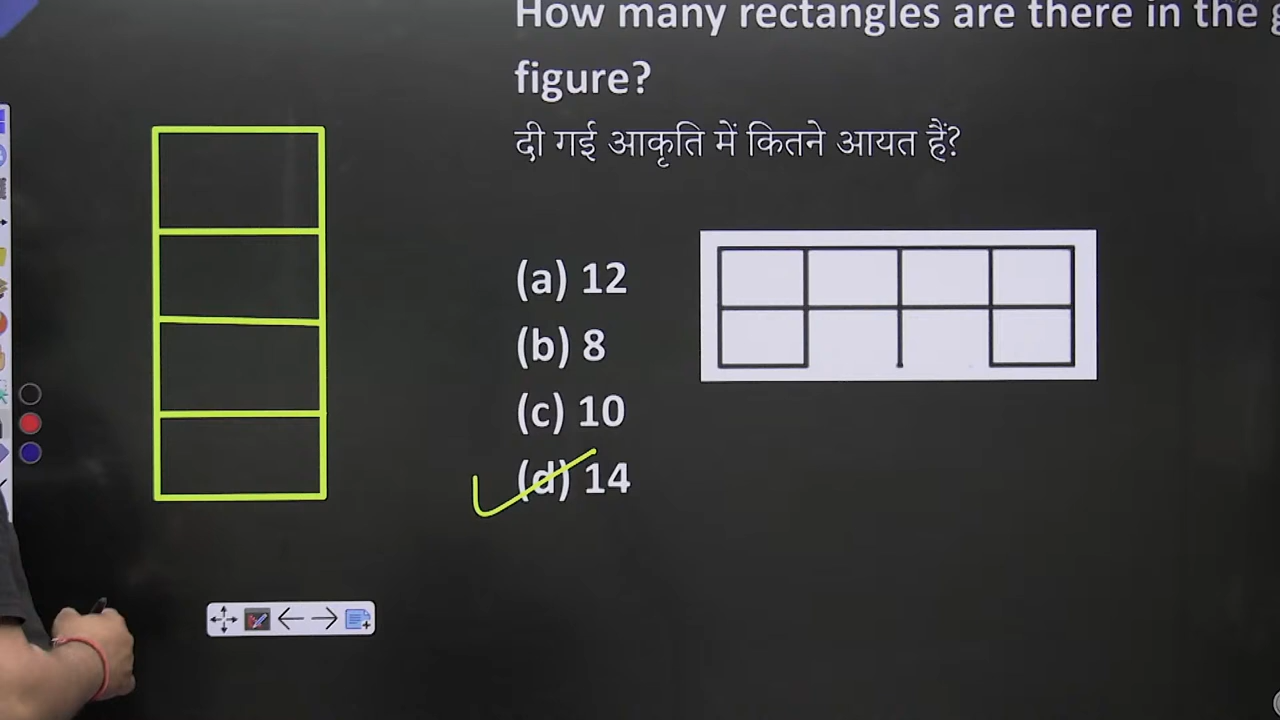 How many rectangles are there in the
figure?
दी गई आकृति में कितने आयत हैं?
(a) 12
(b) 8
(c) 10
(d) 14